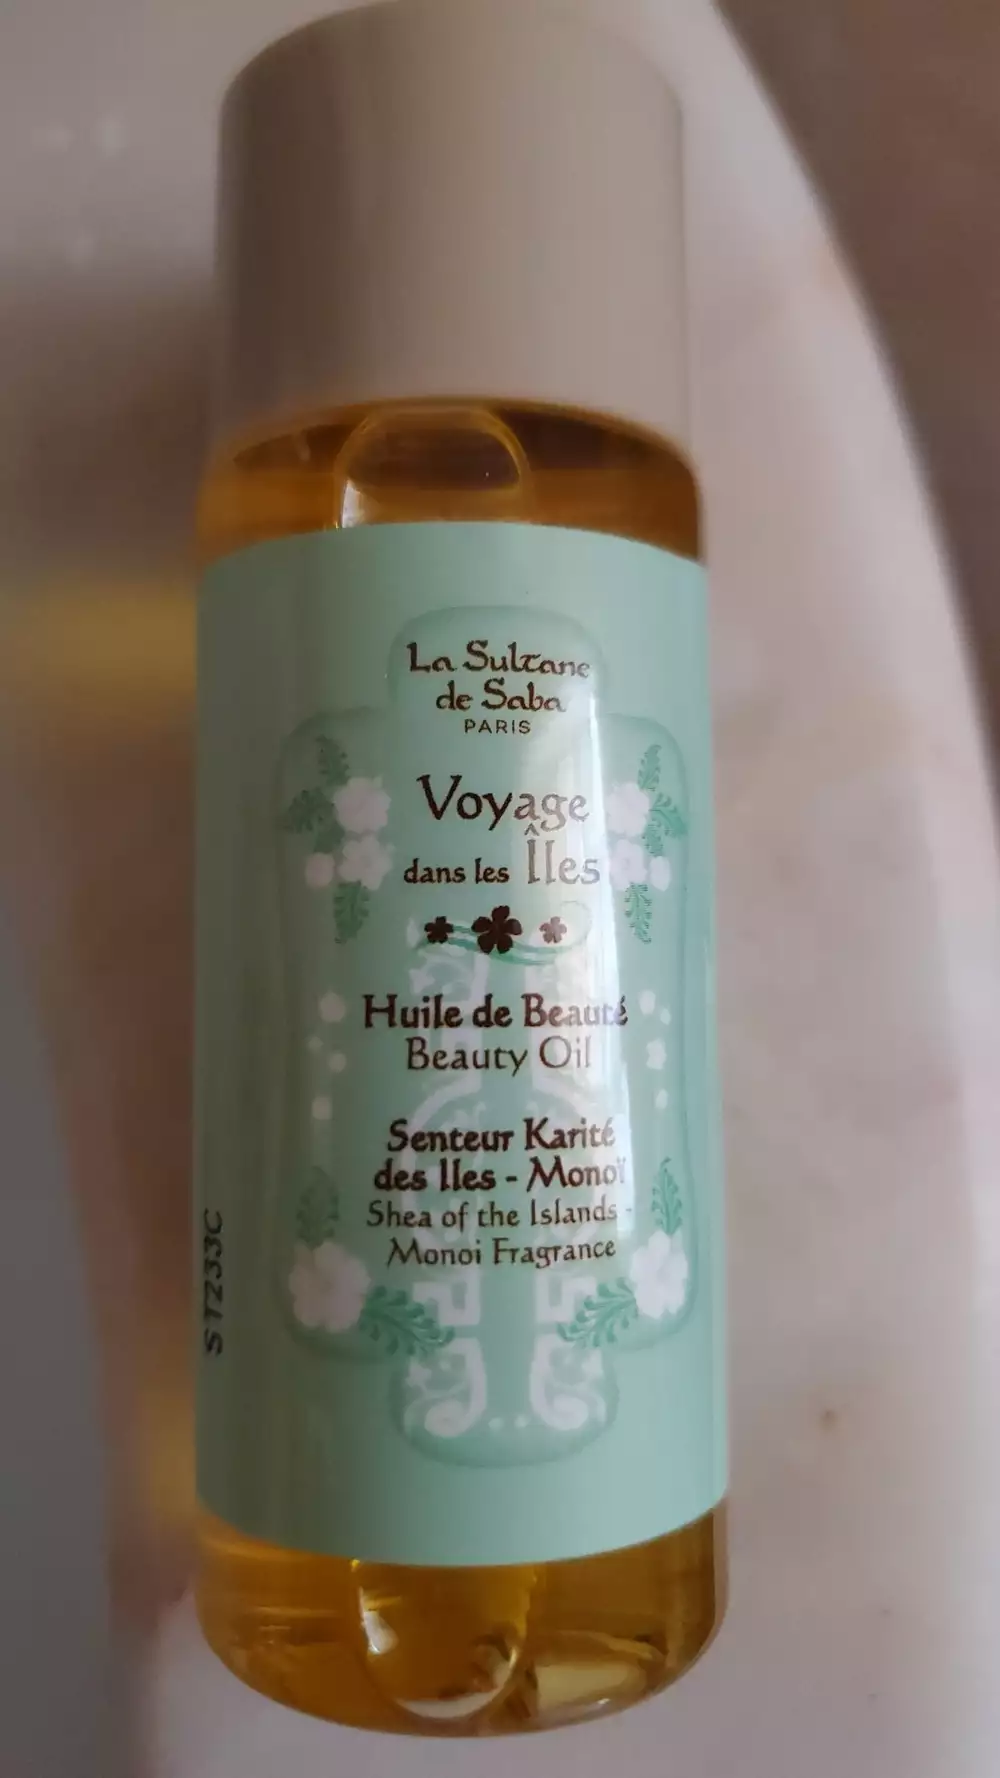 La Sultane
de Saba
PARIS
Voyage
dans les Îles
Huile de Beauté
Beauty Oil
Senteur Karité
des Iles - Monoï
Shea of the Islands -
Monoi Fragrance
ST233C